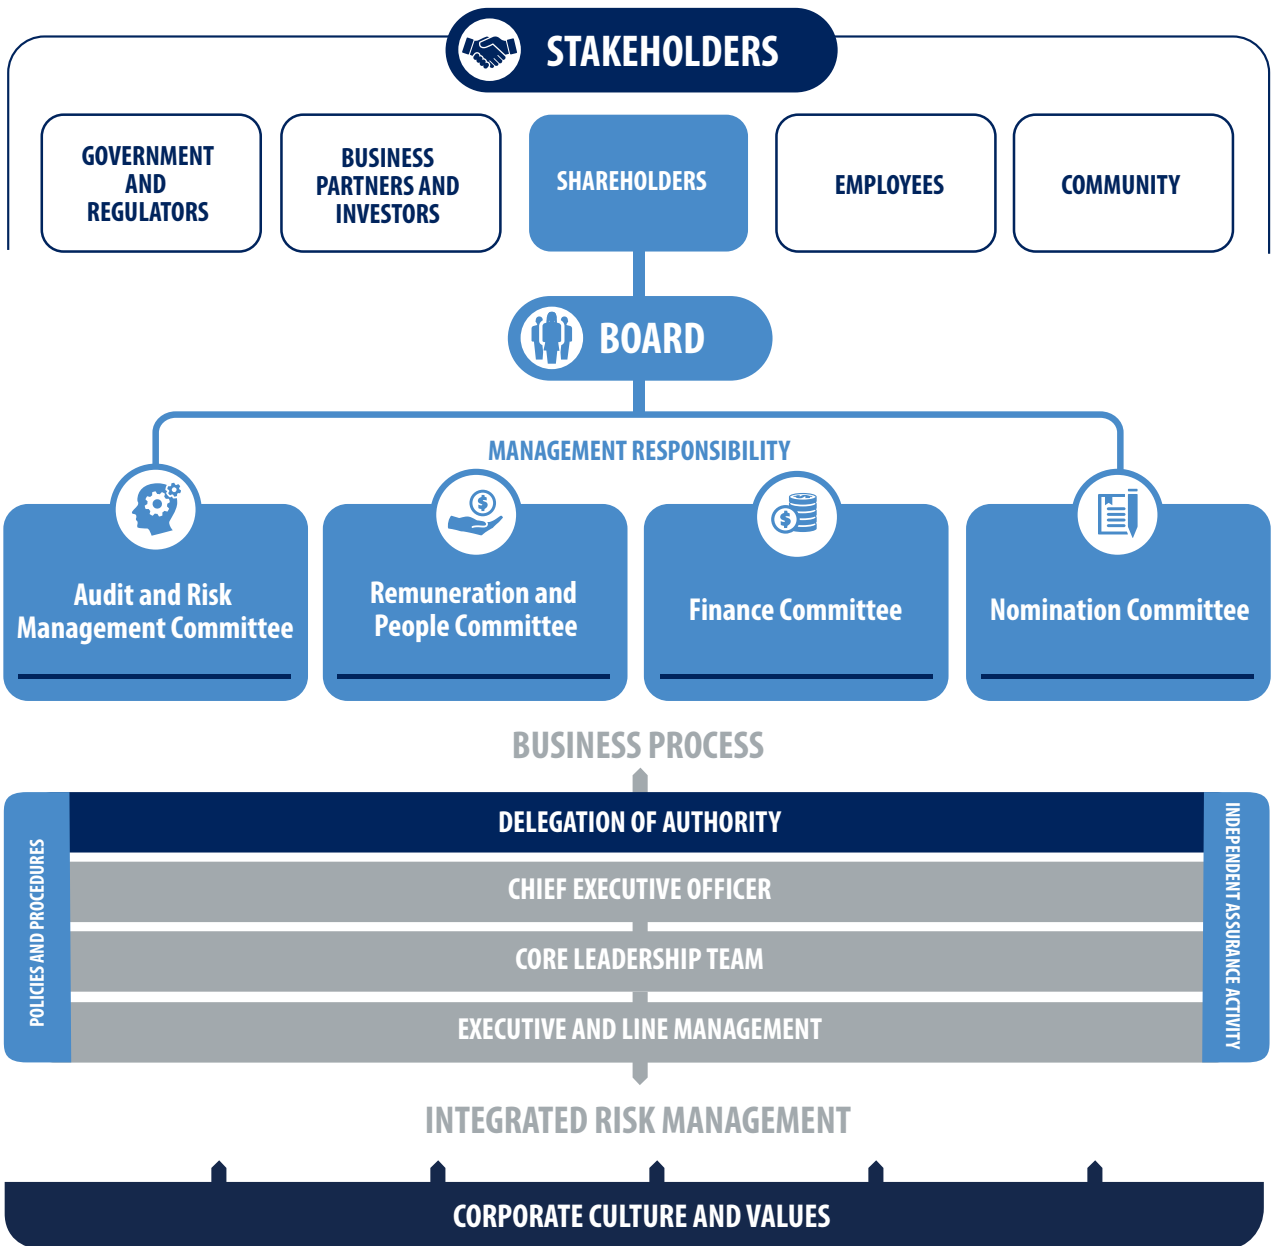 STAKEHOLDERS
GOVERNMENT
AND
REGULATORS
BUSINESS
PARTNERS AND
INVESTORS
SHAREHOLDERS
EMPLOYEES
COMMUNITY
BOARD
MANAGEMENT RESPONSIBILITY
Audit and Risk
Management Committee
Remuneration and
People Committee
Finance Committee
Nomination Committee
BUSINESS PROCESS
POLICIES AND PROCEDURES
DELEGATION OF AUTHORITY
CHIEF EXECUTIVE OFFICER
CORE LEADERSHIP TEAM
EXECUTIVE AND LINE MANAGEMENT
INDEPENDENT ASSURANCE ACTIVITY
INTEGRATED RISK MANAGEMENT
CORPORATE CULTURE AND VALUES